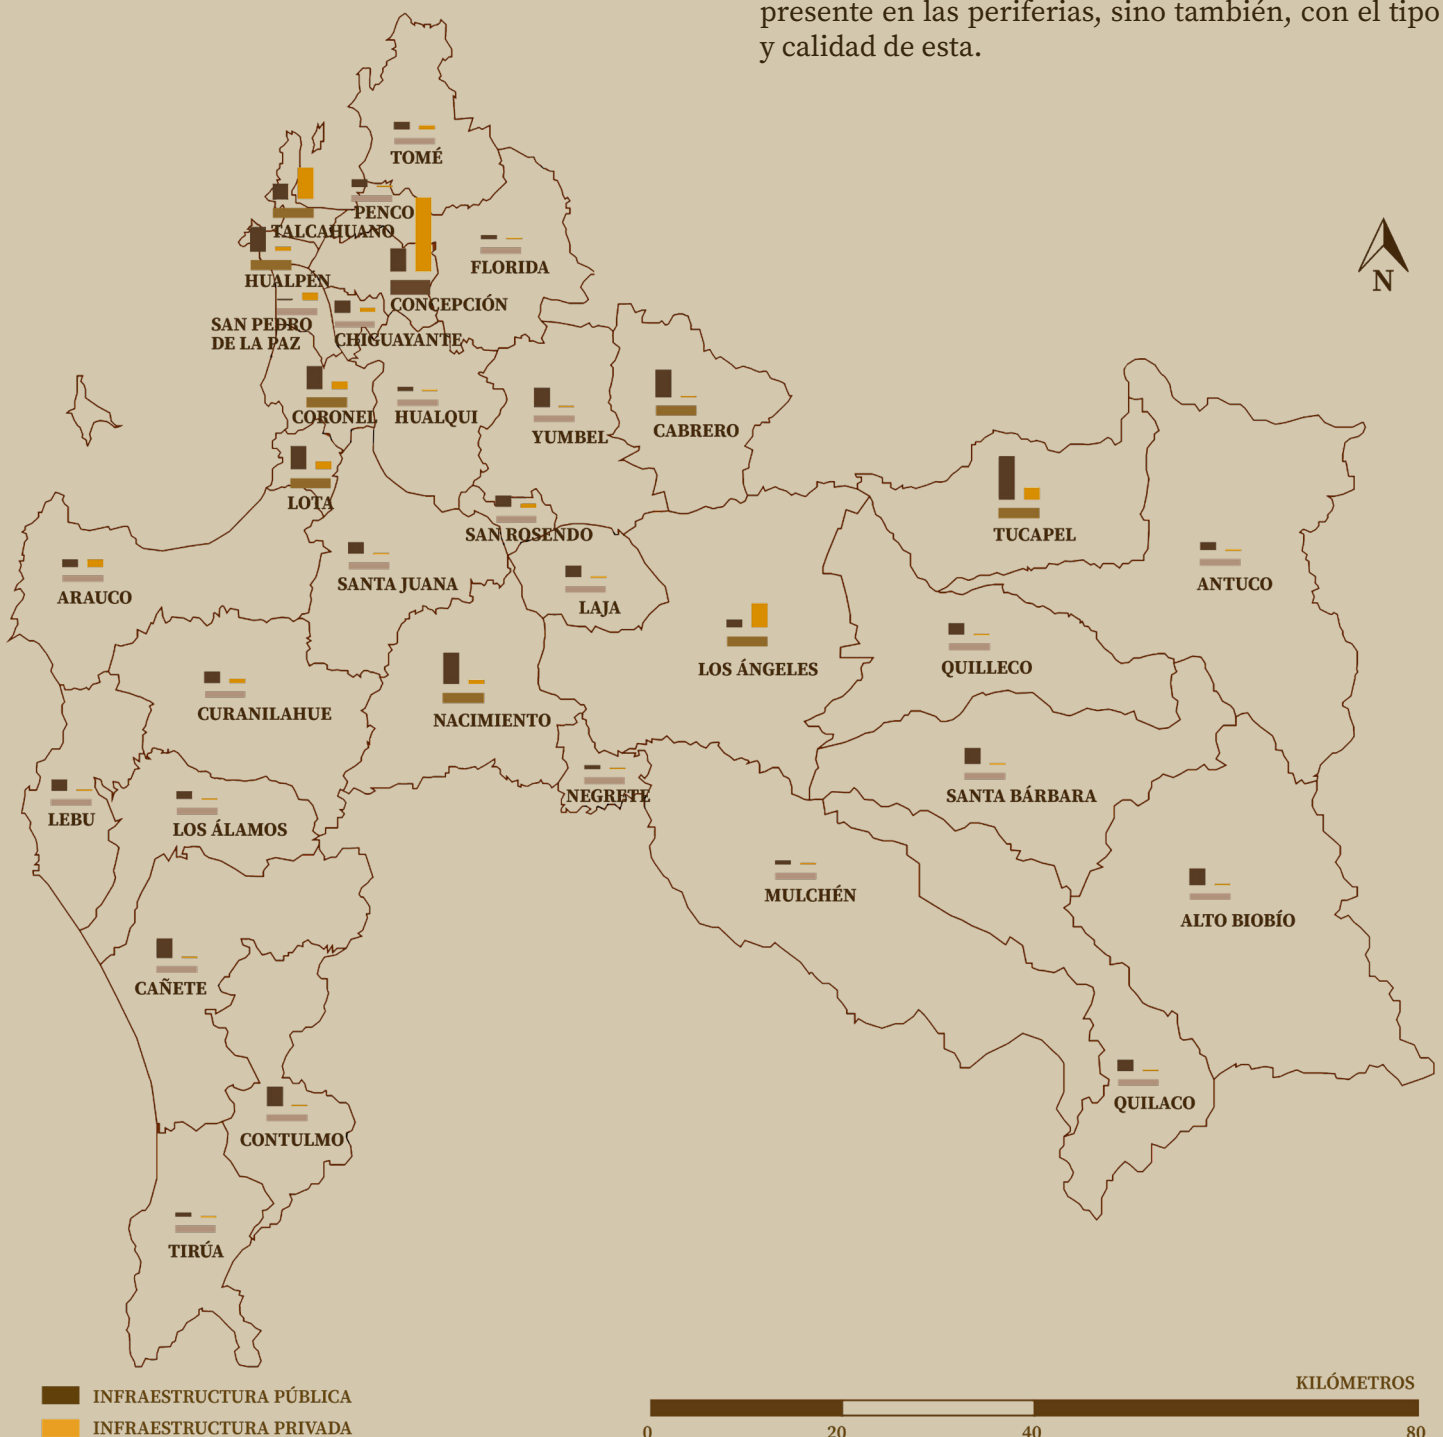 presente en las periferias, sino también, con el tipo
y calidad de esta.
TOMÉ
PENCO
TALCAHUANO
FLORIDA
HUALPÉN
CONCEPCIÓN
N
SAN PEDRO
DE LA PAZ
CHIGUAYANTE
CORONEL
HUALQUI
YUMBEL
CABRERO
LOTA
SAN ROSENDO
TUCAPEL
SANTA JUANA
ANTUCO
ARAUCO
LAJA
LOS ÁNGELES
QUILLECO
CURANILAHUE
NACIMIENTO
NEGRETE
SANTA BÁRBARA
LEBU
LOS ÁLAMOS
MULCHÉN
ALTO BIOBÍO
CAÑETE
QUILACO
CONTULMO
TIRÚA
KILÓMETROS
INFRAESTRUCTURA PÚBLICA
INFRAESTRUCTURA PRIVADA
0 20 40 80